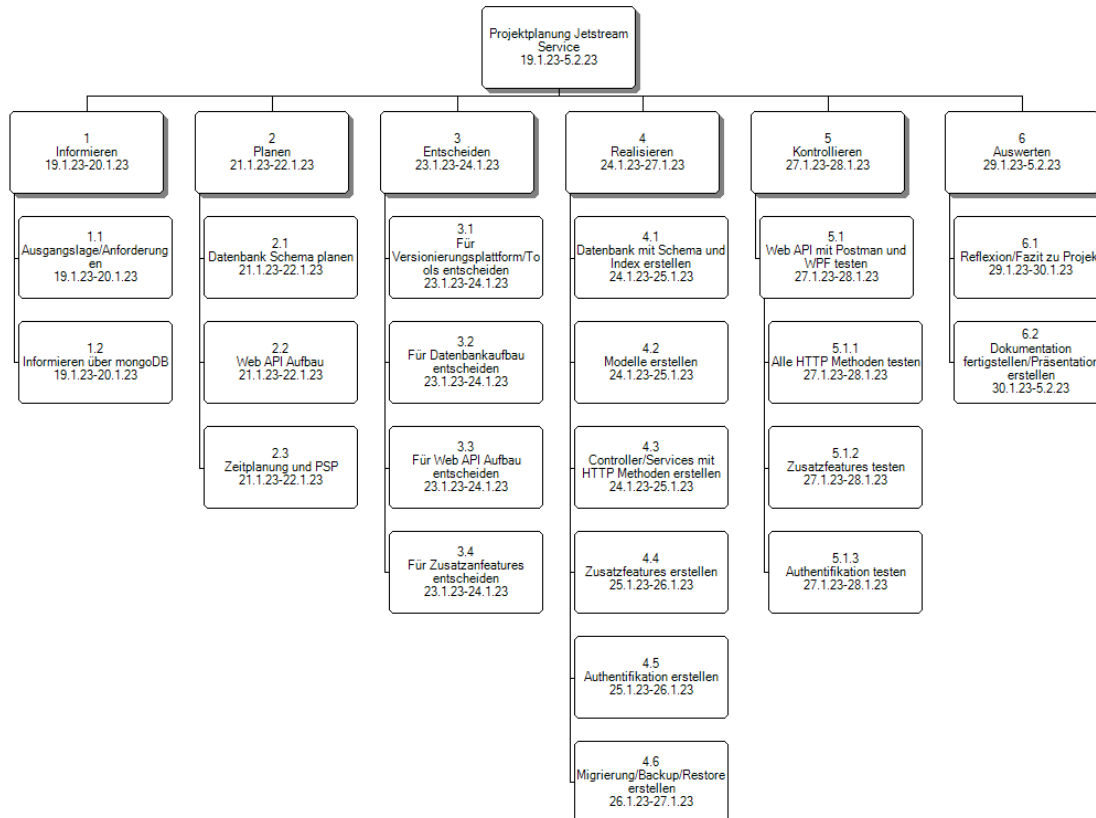 Projektplanung Jetstream
Service
19.1.23-5.2.23
1
Informieren
19.1.23-20.1.23
2
Planen
21.1.23-22.1.23
3
Entscheiden
23.1.23-24.1.23
4
Realisieren
24.1.23-27.1.23
5
Kontrollieren
27.1.23-28.1.23
6
Auswerten
29.1.23-5.2.23
1.1
Ausgangslage/Anforderung
en
19.1.23-20.1.23
1.2
Informieren über mongoDB
19.1.23-20.1.23
2.1
Datenbank Schema planen
21.1.23-22.1.23
2.2
Web API Aufbau
21.1.23-22.1.23
2.3
Zeitplanung und PSP
21.1.23-22.1.23
3.1
Für
Versionierungsplattform/To
ols entscheiden
23.1.23-24.1.23
3.2
Für Datenbankaufbau
entscheiden
23.1.23-24.1.23
3.3
Für Web API Aufbau
entscheiden
23.1.23-24.1.23
3.4
Für Zusatzanfeatures
entscheiden
23.1.23-24.1.23
4.1
Datenbank mit Schema und
Index erstellen
24.1.23-25.1.23
4.2
Modelle erstellen
24.1.23-25.1.23
4.3
Controller/Services mit
HTTP Methoden erstellen
24.1.23-25.1.23
4.4
Zusatzfeatures erstellen
25.1.23-26.1.23
4.5
Authentifikation erstellen
25.1.23-26.1.23
4.6
Migrierung/Backup/Restore
erstellen
26.1.23-27.1.23
5.1
Web API mit Postman und
WPF testen
27.1.23-28.1.23
5.1.1
Alle HTTP Methoden testen
27.1.23-28.1.23
5.1.2
Zusatzfeatures testen
27.1.23-28.1.23
5.1.3
Authentifikation testen
27.1.23-28.1.23
6.1
Reflexion/Fazit zu Projekt
29.1.23-30.1.23
6.2
Dokumentation
fertigstellen/Präsentation
erstellen
30.1.23-5.2.23